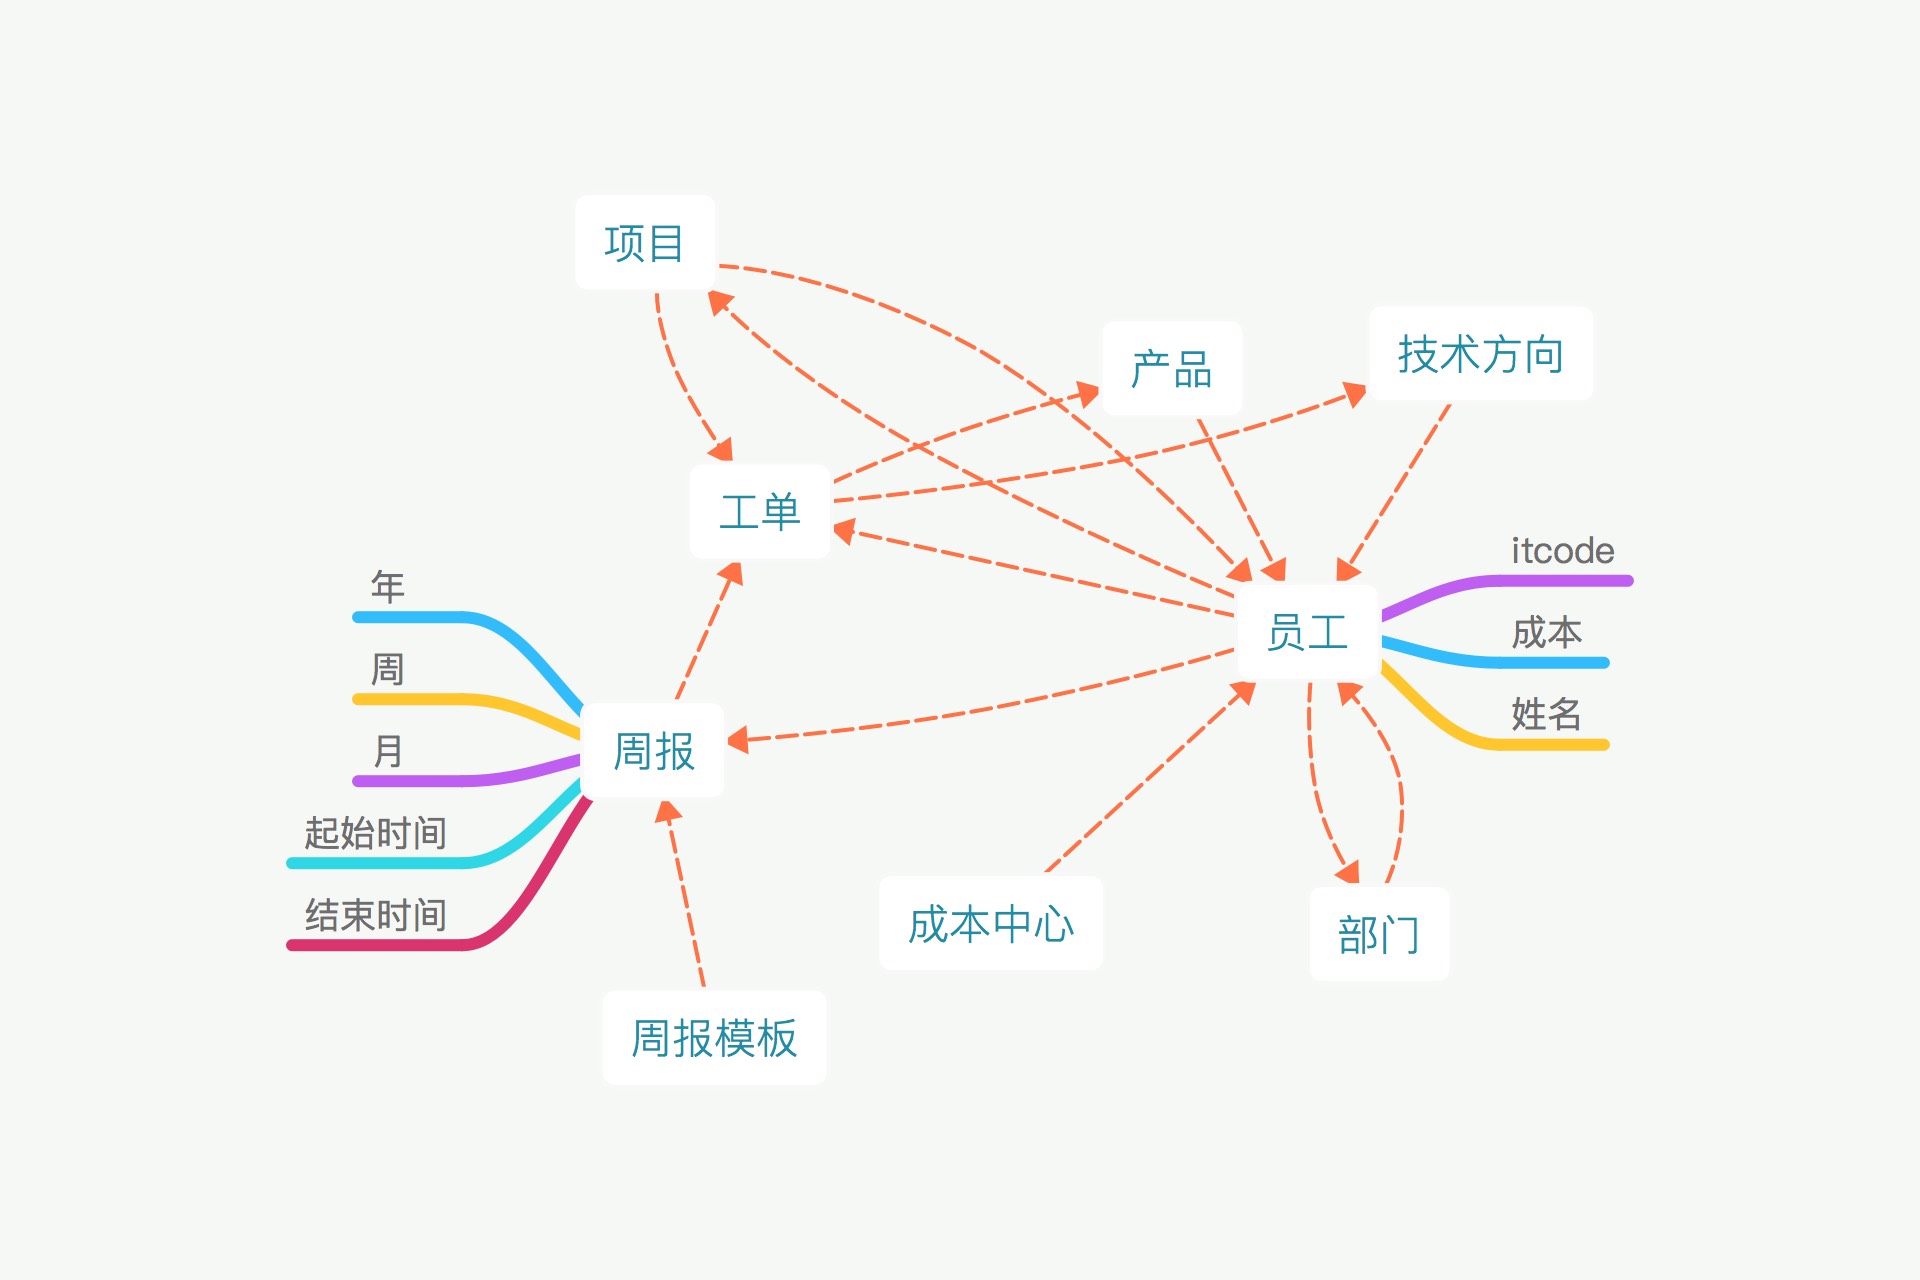 项目
产品
技术方向
工单
员工
itcode
成本
姓名
年
周
月
起始时间
结束时间
周报
成本中心
部门
周报模板